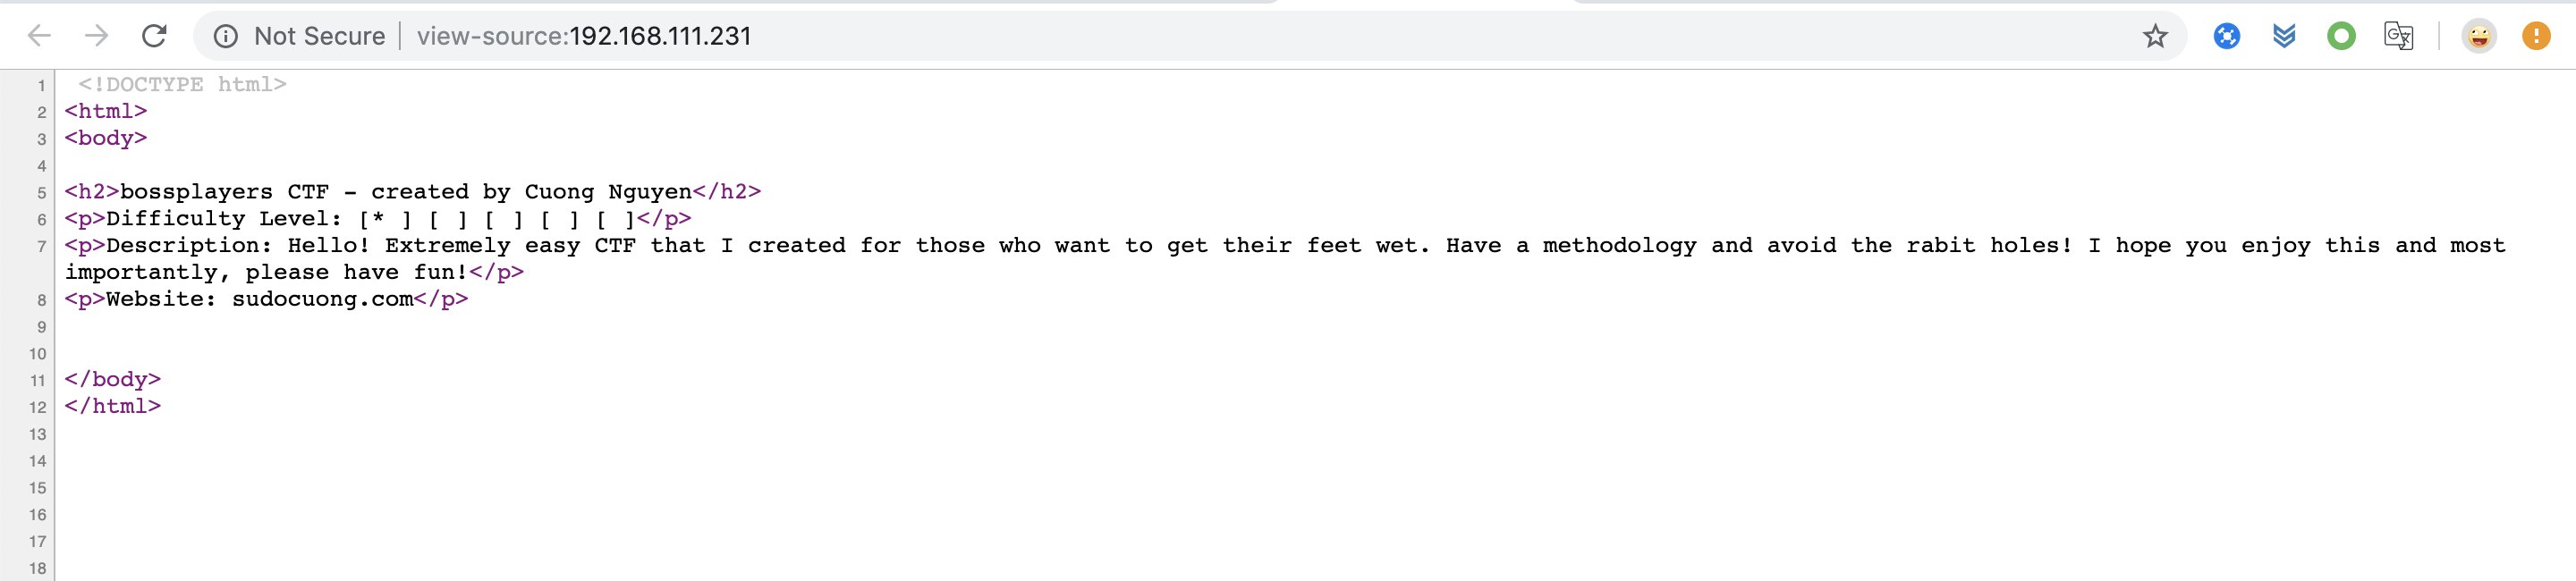 Not Secure | view-source:192.168.111.231
1 <!DOCTYPE html>
2 <html>
3 <body>
4
5 <h2>bossplayers CTF - created by Cuong Nguyen</h2>
6 <p>Difficulty Level: [* ] [ ] [ ] [ ] [ ]</p>
7 <p>Description: Hello! Extremely easy CTF that I created for those who want to get their feet wet. Have a methodology and avoid the rabit holes! I hope you enjoy this and most
importantly, please have fun!</p>
8 <p>Website: sudocuong.com</p>
9
10
11 </body>
12 </html>
13
14
15
16
17
18